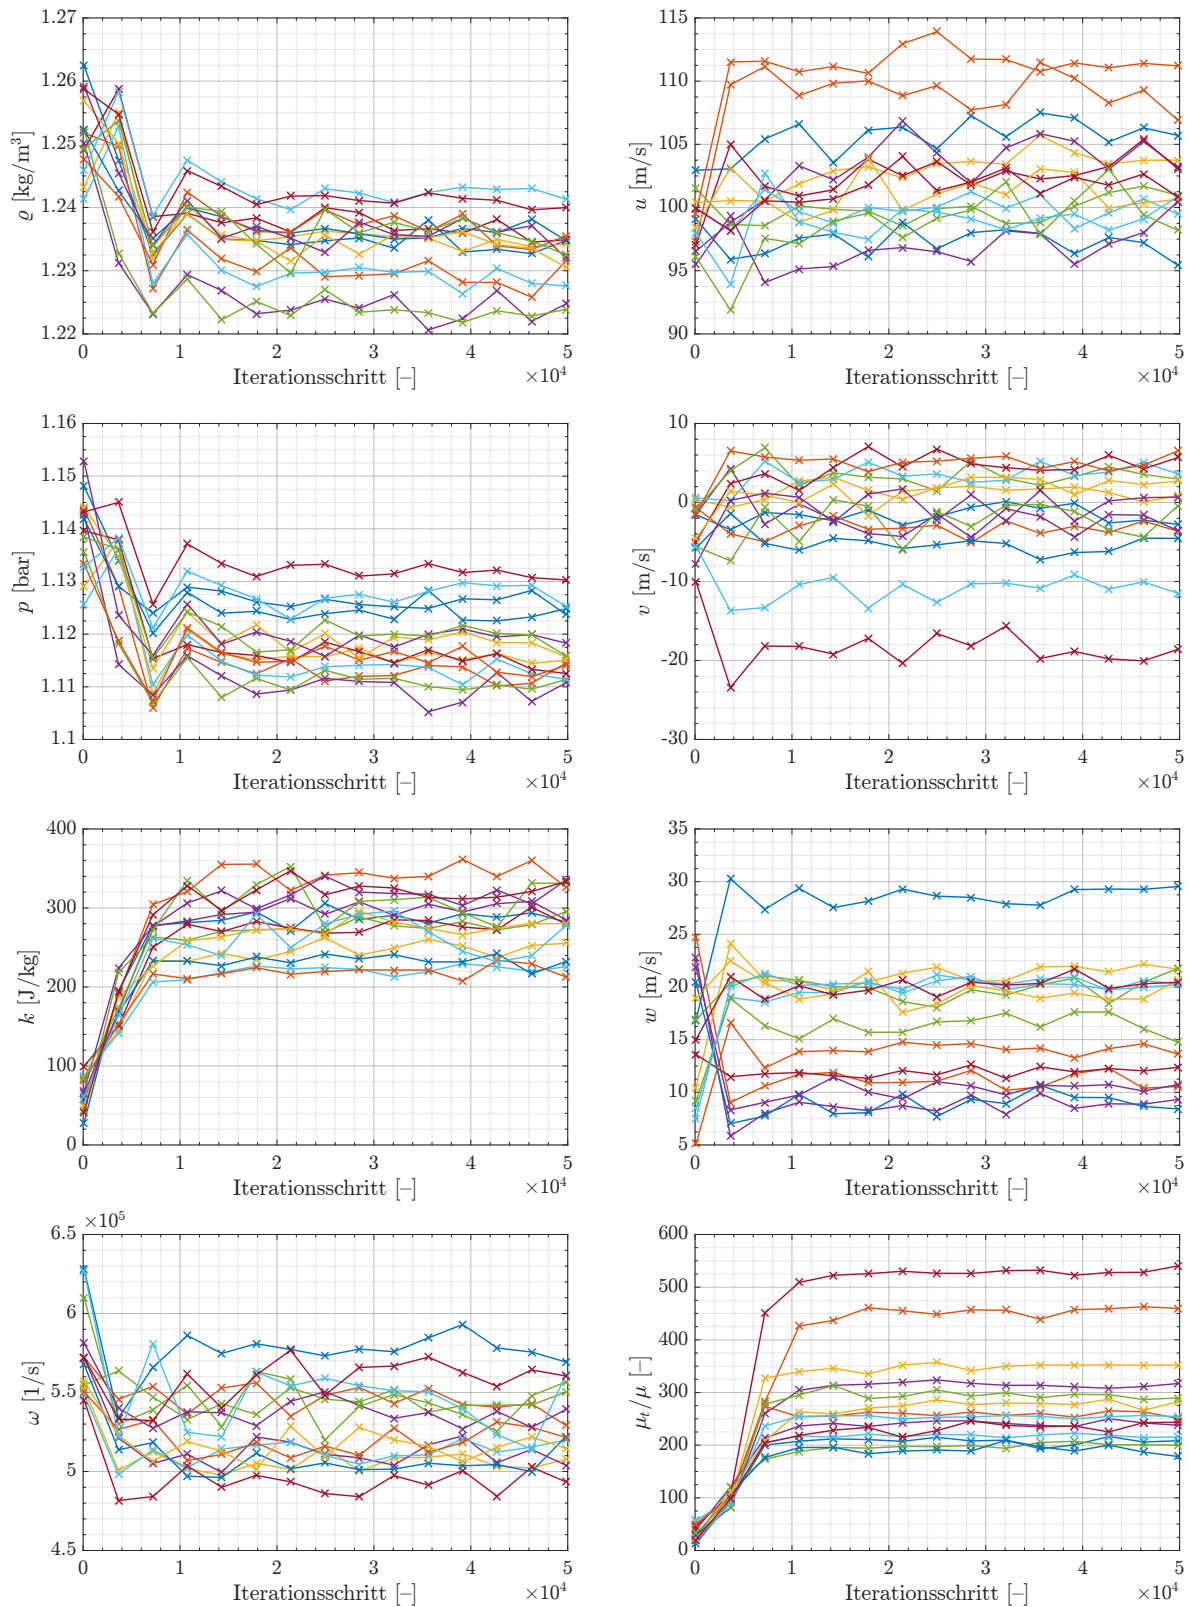 1.27
1.26
1.25
1.24
1.23
1.22
ϱ [kg/m³]
0 1 2 3 4 5
Iterationsschritt [–] ×10⁴
115
110
105
100
95
90
u [m/s]
0 1 2 3 4 5
Iterationsschritt [–] ×10⁴
1.16
1.15
1.14
1.13
1.12
1.11
1.1
p [bar]
0 1 2 3 4 5
Iterationsschritt [–] ×10⁴
10
0
-10
-20
-30
v [m/s]
0 1 2 3 4 5
Iterationsschritt [–] ×10⁴
400
300
200
100
0
k [J/kg]
0 1 2 3 4 5
Iterationsschritt [–] ×10⁴
35
30
25
20
15
10
5
w [m/s]
0 1 2 3 4 5
Iterationsschritt [–] ×10⁴
×10⁵
6.5
6
5.5
5
4.5
ω [1/s]
0 1 2 3 4 5
Iterationsschritt [–] ×10⁴
600
500
400
300
200
100
0
μₜ/μ [–]
0 1 2 3 4 5
Iterationsschritt [–] ×10⁴